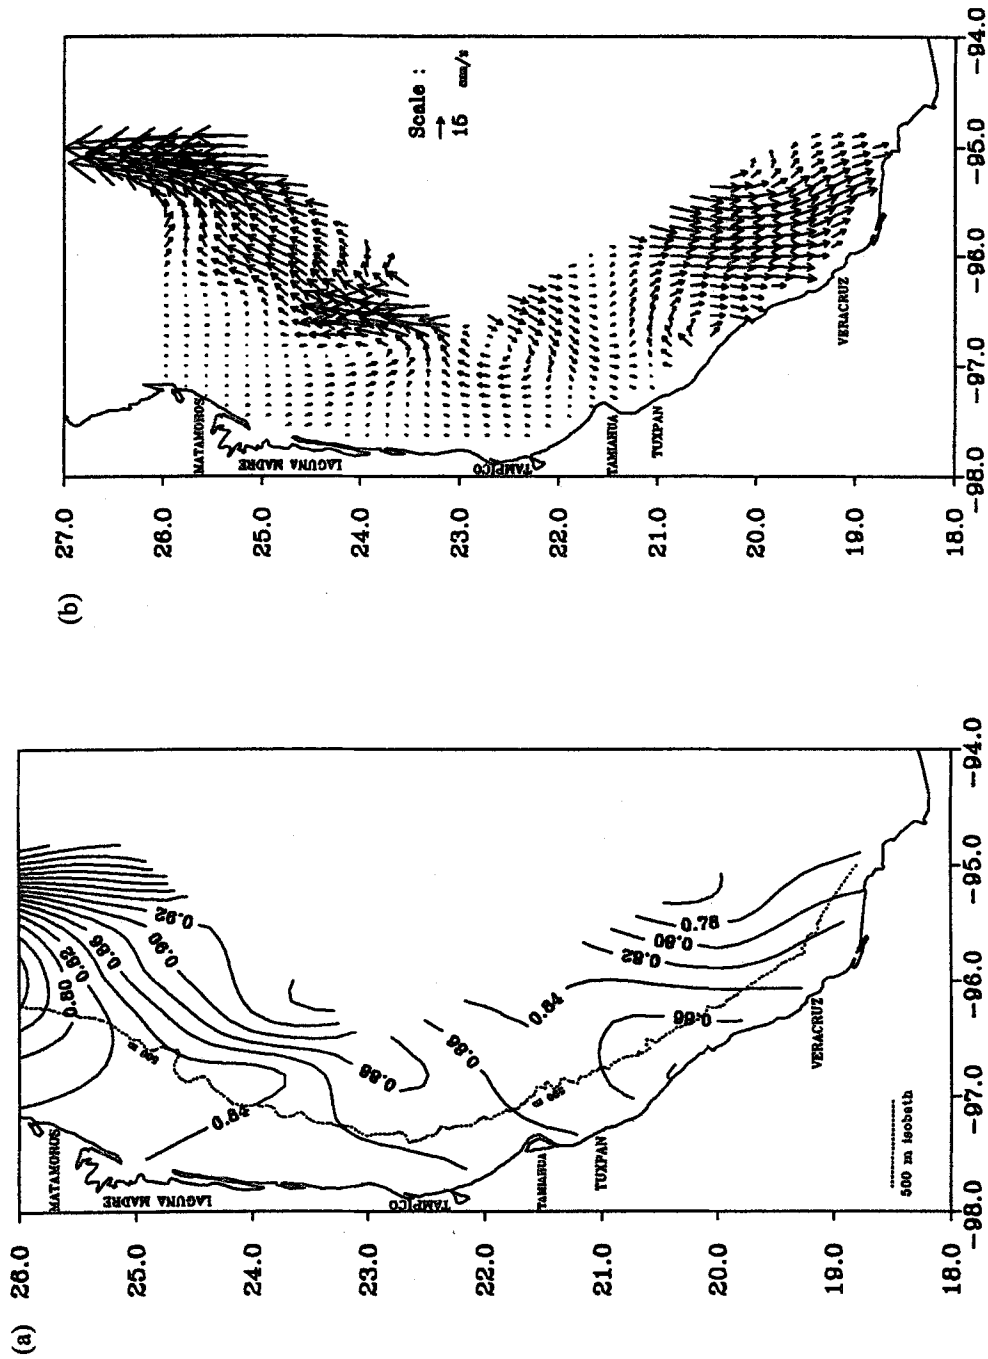 (a)
26.0
25.0
24.0
23.0
22.0
21.0
20.0
19.0
18.0
-98.0
-97.0
-96.0
-95.0
-94.0
MATAMOROS
LAGUNA MADRE
TAMPICO
TAMIAHUA
TUXPAN
VERACRUZ
0.80
0.82
0.86
0.90
0.92
0.84
0.88
0.86
0.84
0.82
0.80
0.78
0.86
500 m
500 m
500 m isobath
(b)
27.0
26.0
25.0
24.0
23.0
22.0
21.0
20.0
19.0
18.0
-98.0
-97.0
-96.0
-95.0
-94.0
MATAMOROS
LAGUNA MADRE
TAMPICO
TAMIAHUA
TUXPAN
VERACRUZ
Scale :
15 cm/s